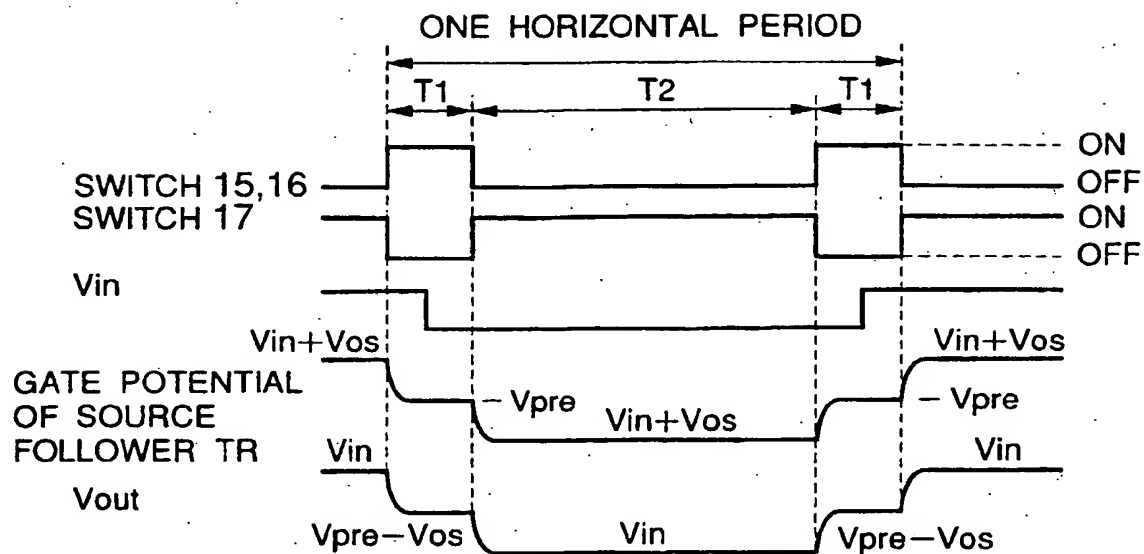 ONE HORIZONTAL PERIOD
T1 T2 T1
ON
SWITCH 15,16 OFF
SWITCH 17 ON
OFF
Vin
Vin+Vos Vin+Vos
GATE POTENTIAL
OF SOURCE
FOLLOWER TR
Vpre Vin+Vos Vpre
Vin Vin
Vout
Vpre−Vos Vin Vpre−Vos